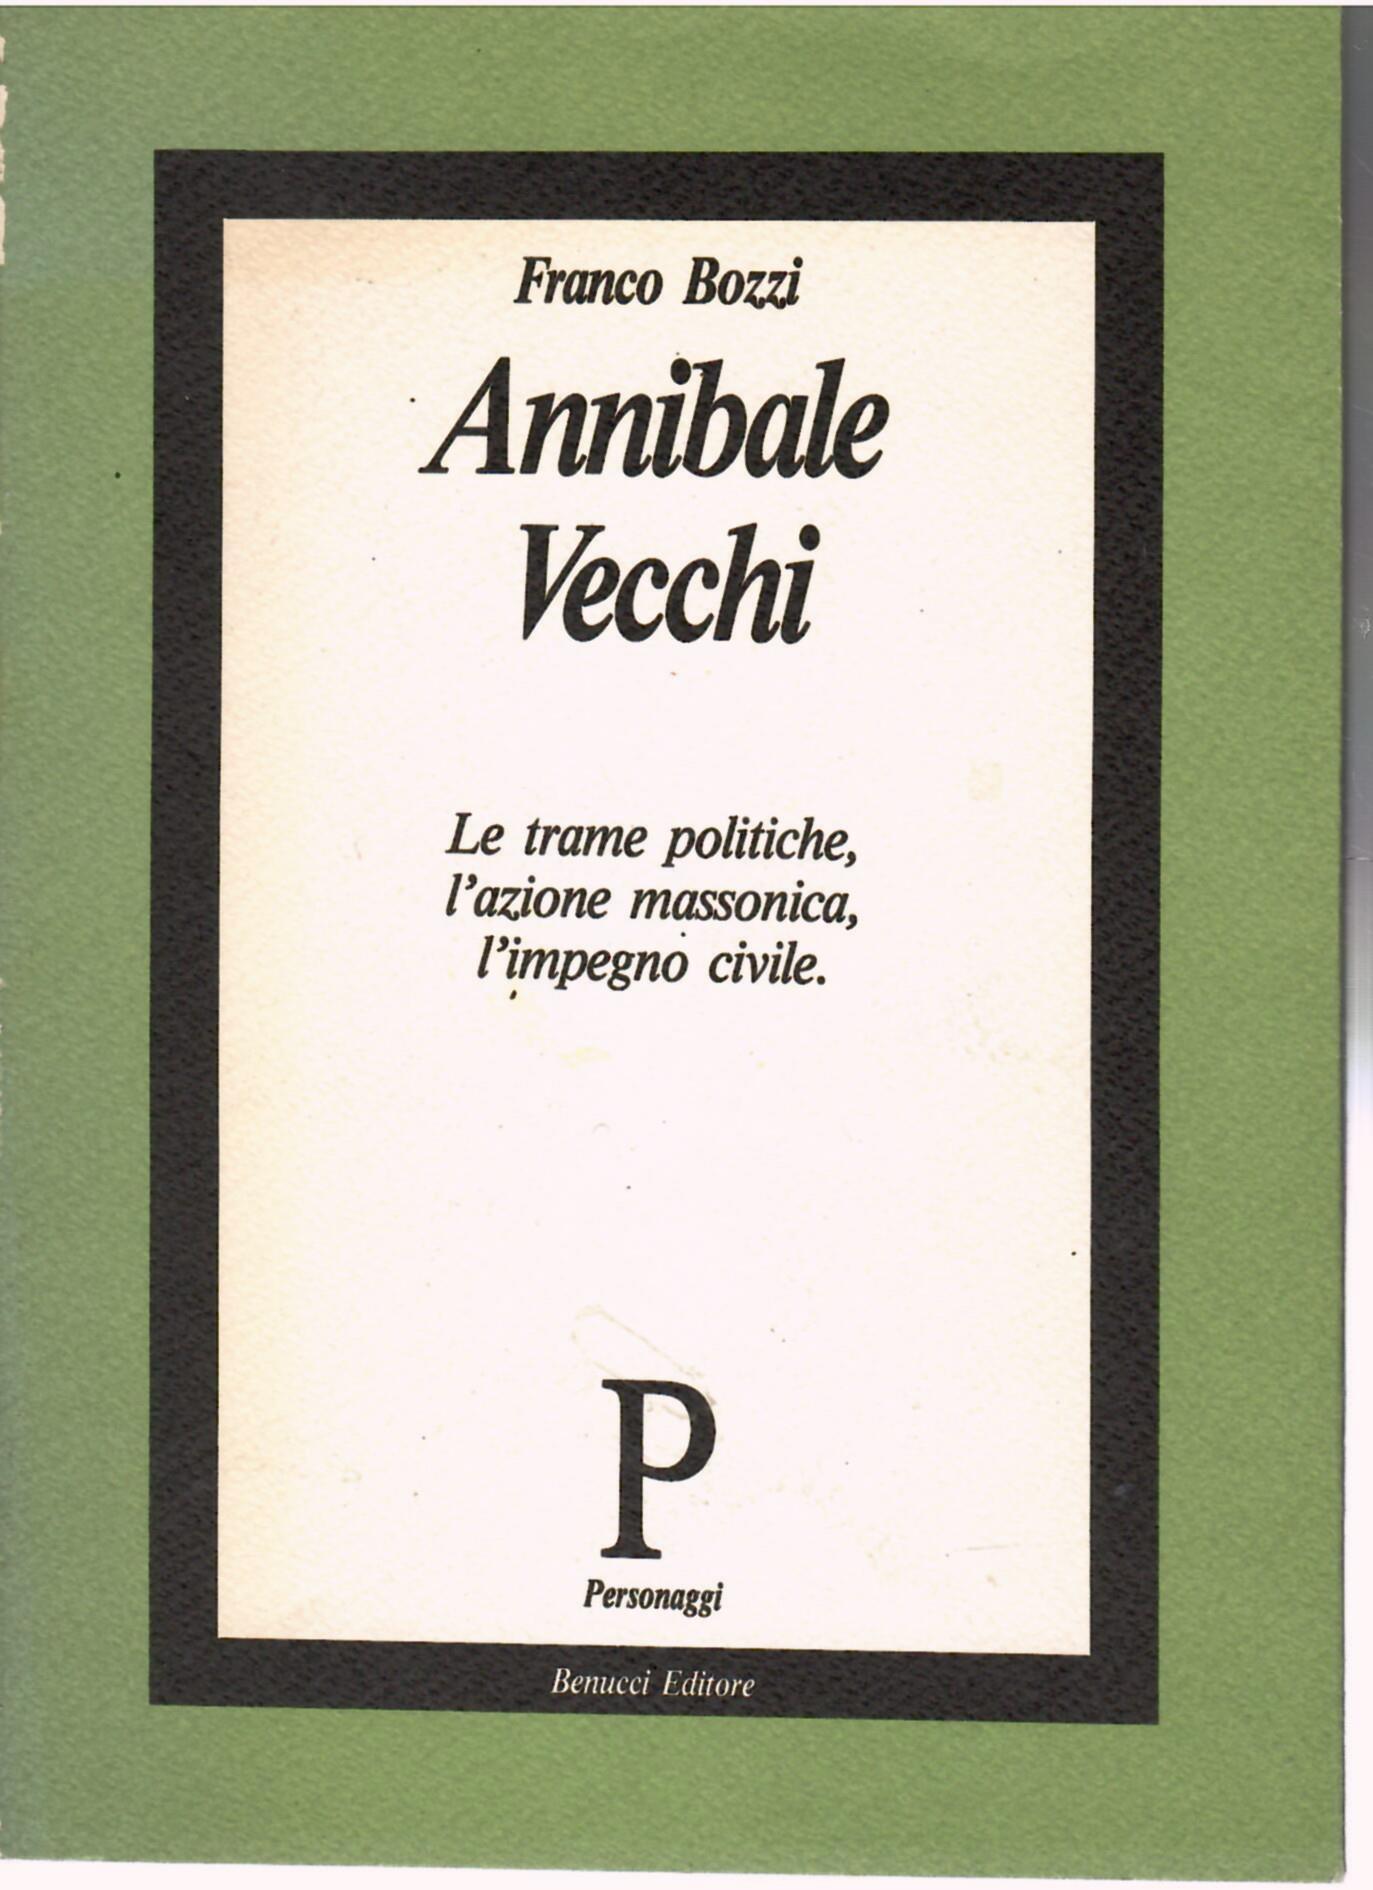 Franco Bozzi
Annibale
Vecchi
Le trame politiche,
l'azione massonica,
l'impegno civile.
P
Personaggi
Benucci Editore